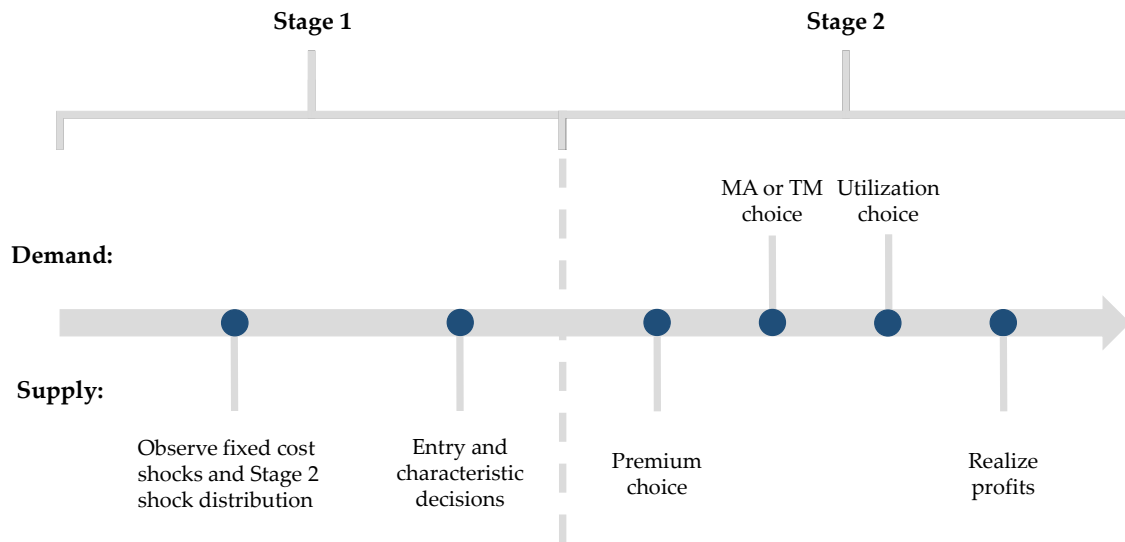 Stage 1
Stage 2
MA or TM
choice
Utilization
choice
Demand:
Supply:
Observe fixed cost
shocks and Stage 2
shock distribution
Entry and
characteristic
decisions
Premium
choice
Realize
profits